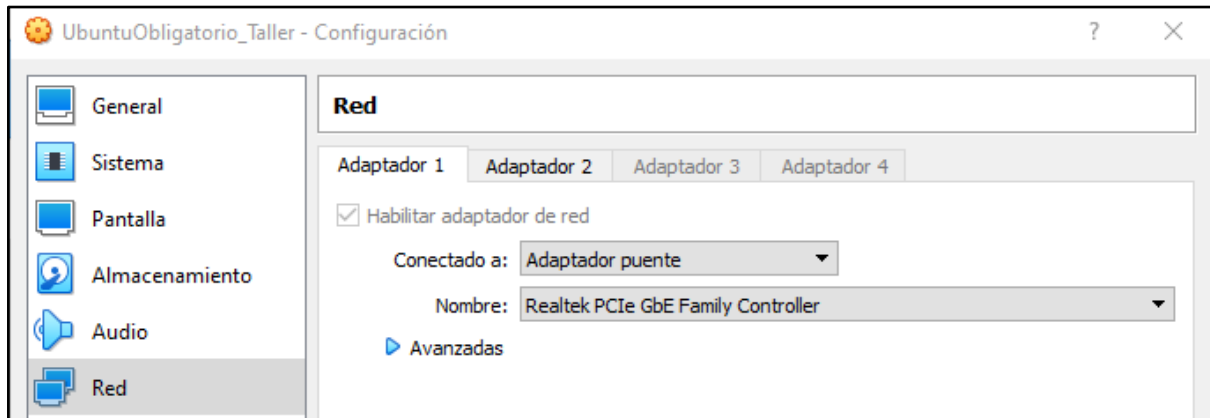 UbuntuObligatorio_Taller - Configuración ?
General
Sistema
Pantalla
Almacenamiento
Audio
Red
Red
Adaptador 1 Adaptador 2 Adaptador 3 Adaptador 4
Habilitar adaptador de red
Conectado a: Adaptador puente
Nombre: Realtek PCIe GbE Family Controller
Avanzadas